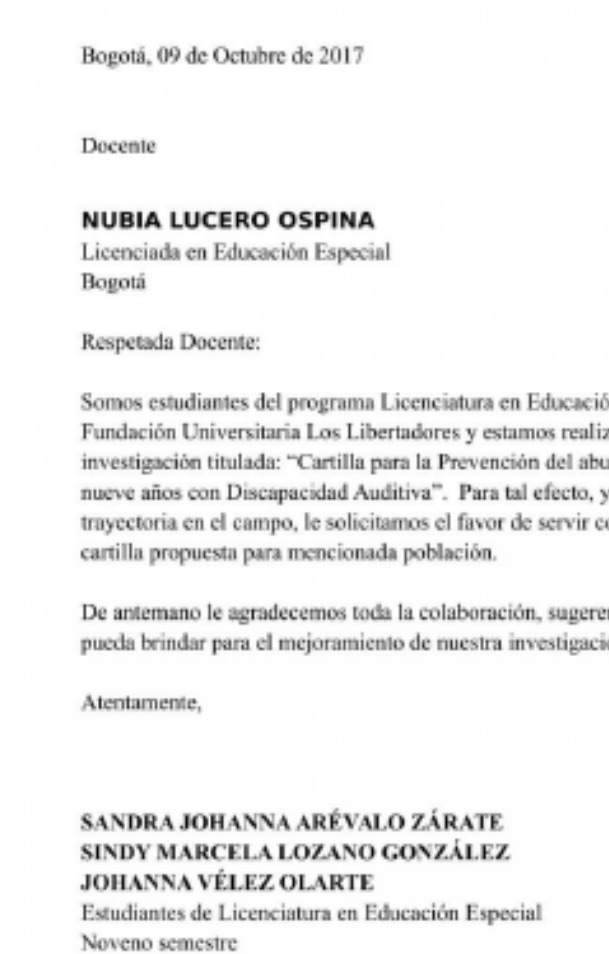 Bogotá, 09 de Octubre de 2017
Docente
NUBIA LUCERO OSPINA
Licenciada en Educación Especial
Bogotá
Respetada Docente:
Somos estudiantes del programa Licenciatura en Educació
Fundación Universitaria Los Libertadores y estamos realiz
investigación titulada: “Cartilla para la Prevención del abu
nueve años con Discapacidad Auditiva”. Para tal efecto, y
trayectoria en el campo, le solicitamos el favor de servir co
cartilla propuesta para mencionada población.
De antemano le agradecemos toda la colaboración, sugeren
pueda brindar para el mejoramiento de nuestra investigació
Atentamente,
SANDRA JOHANNA ARÉVALO ZÁRATE
SINDY MARCELA LOZANO GONZÁLEZ
JOHANNA VÉLEZ OLARTE
Estudiantes de Licenciatura en Educación Especial
Noveno semestre